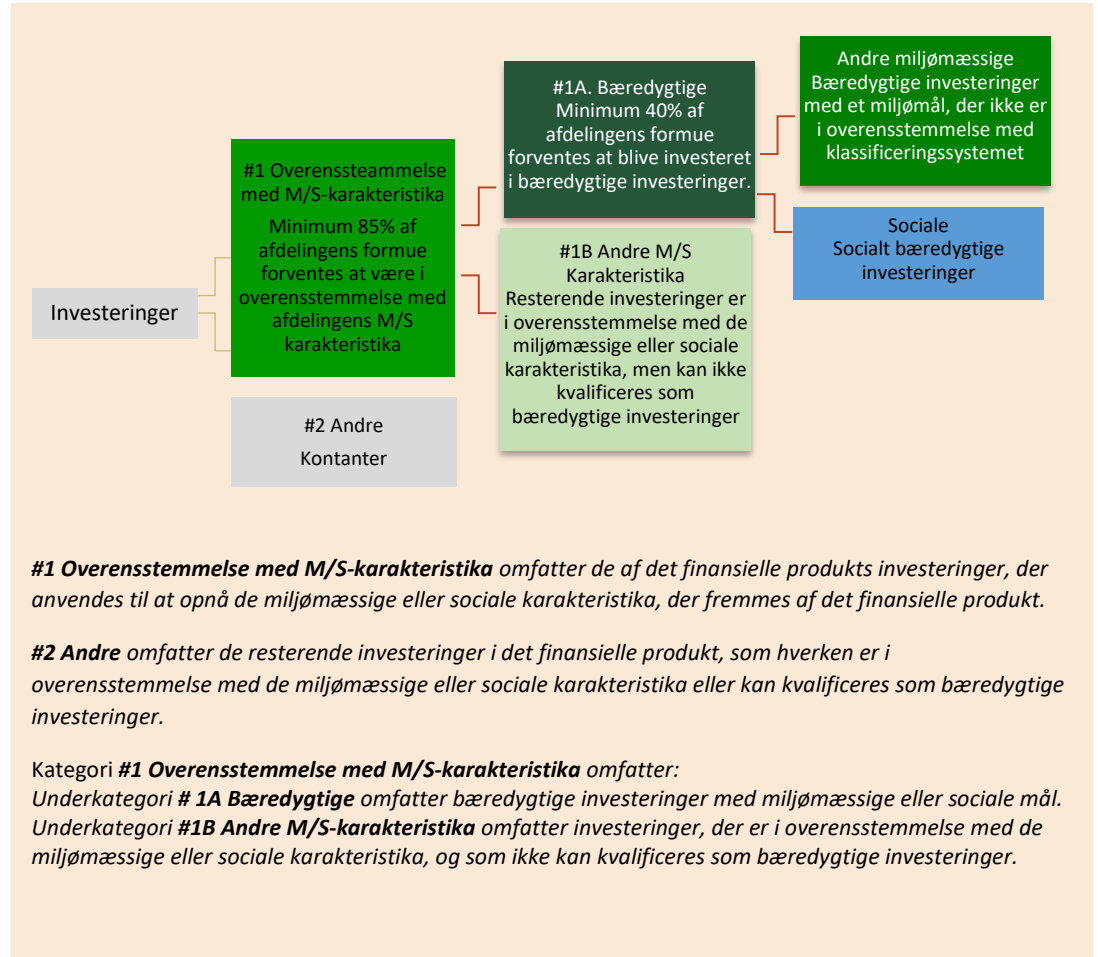 Investeringer
#1 Overenssteammelse
med M/S-karakteristika
Minimum 85% af
afdelingens formue
forventes at være i
overensstemmelse med
afdelingens M/S
karakteristika
#2 Andre
Kontanter
#1A. Bæredygtige
Minimum 40% af
afdelingens formue
forventes at blive investeret
i bæredygtige investeringer.
#1B Andre M/S
Karakteristika
Resterende investeringer er
i overensstemmelse med de
miljømæssige eller sociale
karakteristika, men kan ikke
kvalificeres som
bæredygtige investeringer
Andre miljømæssige
Bæredygtige investeringer
med et miljømål, der ikke er
i overensstemmelse med
klassificeringssystemet
Sociale
Socialt bæredygtige
investeringer
#1 Overensstemmelse med M/S-karakteristika omfatter de af det finansielle produkts investeringer, der
anvendes til at opnå de miljømæssige eller sociale karakteristika, der fremmes af det finansielle produkt.
#2 Andre omfatter de resterende investeringer i det finansielle produkt, som hverken er i
overensstemmelse med de miljømæssige eller sociale karakteristika eller kan kvalificeres som bæredygtige
investeringer.
Kategori #1 Overensstemmelse med M/S-karakteristika omfatter:
Underkategori # 1A Bæredygtige omfatter bæredygtige investeringer med miljømæssige eller sociale mål.
Underkategori #1B Andre M/S-karakteristika omfatter investeringer, der er i overensstemmelse med de
miljømæssige eller sociale karakteristika, og som ikke kan kvalificeres som bæredygtige investeringer.